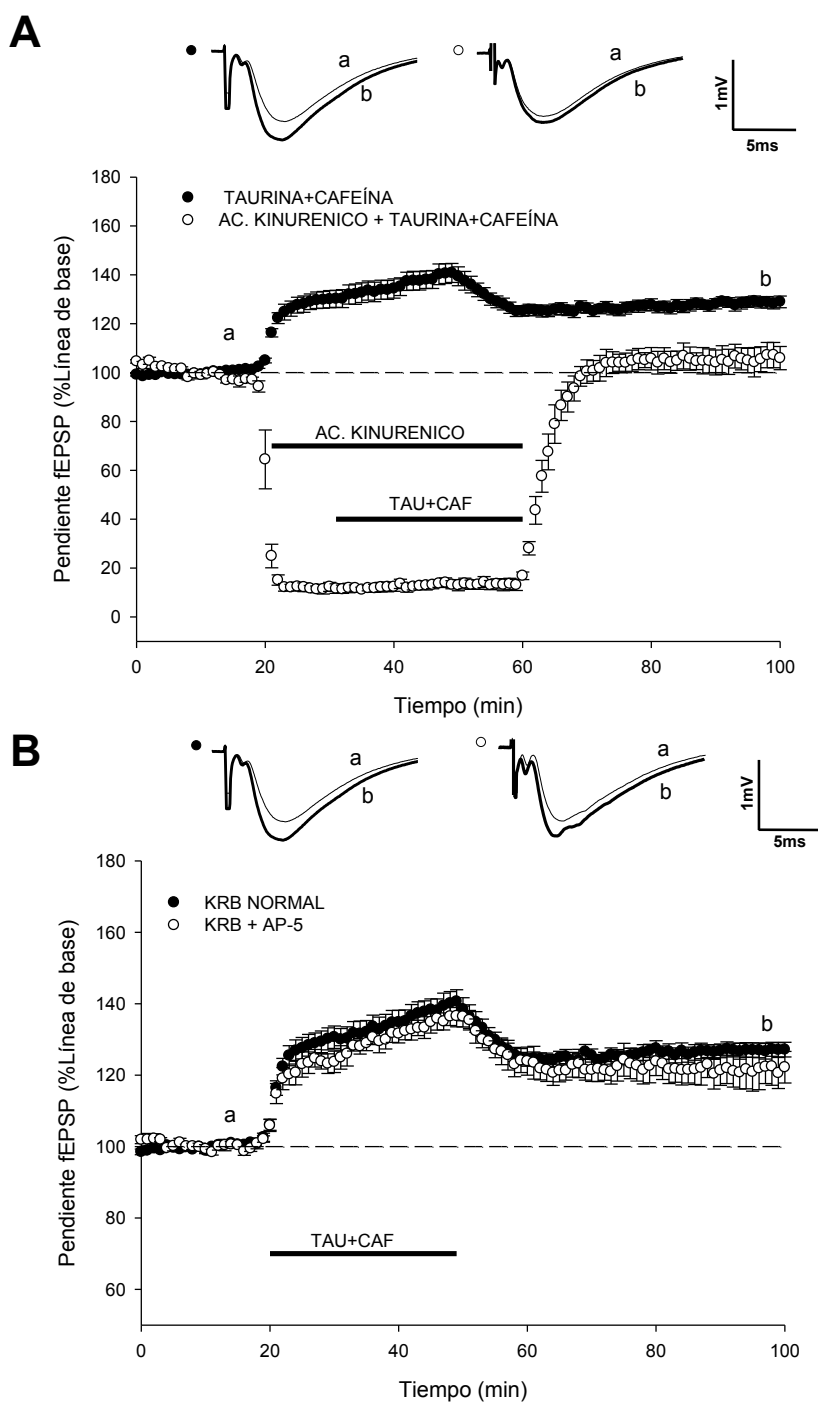 A
a
b
a
b
1mV
5ms
180
160
140
120
100
80
60
40
20
0
Pendiente fEPSP (%Línea de base)
TAURINA+CAFEÍNA
AC. KINURENICO + TAURINA+CAFEÍNA
a
b
AC. KINURENICO
TAU+CAF
0 20 40 60 80 100
Tiempo (min)
B
a
b
a
b
1mV
5ms
180
160
140
120
100
80
60
Pendiente fEPSP (%Línea de base)
KRB NORMAL
KRB + AP-5
a
b
TAU+CAF
0 20 40 60 80 100
Tiempo (min)